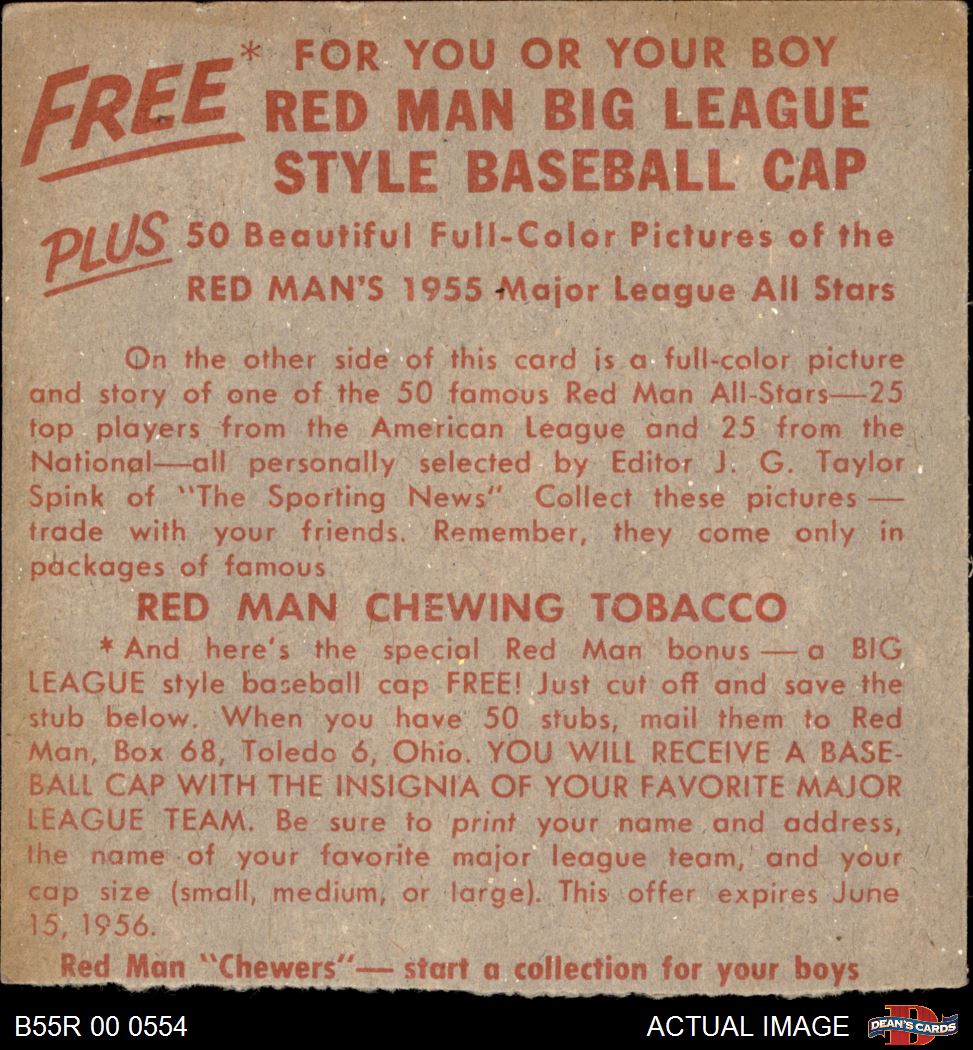 FREE* FOR YOU OR YOUR BOY
RED MAN BIG LEAGUE
STYLE BASEBALL CAP
PLUS 50 Beautiful Full-Color Pictures of the
RED MAN'S 1955 Major League All Stars
On the other side of this card is a full-color picture
and story of one of the 50 famous Red Man All-Stars—25
top players from the American League and 25 from the
National—all personally selected by Editor J. G. Taylor
Spink of "The Sporting News" Collect these pictures —
trade with your friends. Remember, they come only in
packages of famous
RED MAN CHEWING TOBACCO
* And here's the special Red Man bonus — a BIG
LEAGUE style baseball cap FREE! Just cut off and save the
stub below. When you have 50 stubs, mail them to Red
Man, Box 68, Toledo 6, Ohio. YOU WILL RECEIVE A BASE-
BALL CAP WITH THE INSIGNIA OF YOUR FAVORITE MAJOR
LEAGUE TEAM. Be sure to print your name and address,
the name of your favorite major league team, and your
cap size (small, medium, or large). This offer expires June
15, 1956.
Red Man "Chewers"— start a collection for your boys
B55R 00 0554
ACTUAL IMAGE
D
DEAN'S CARDS